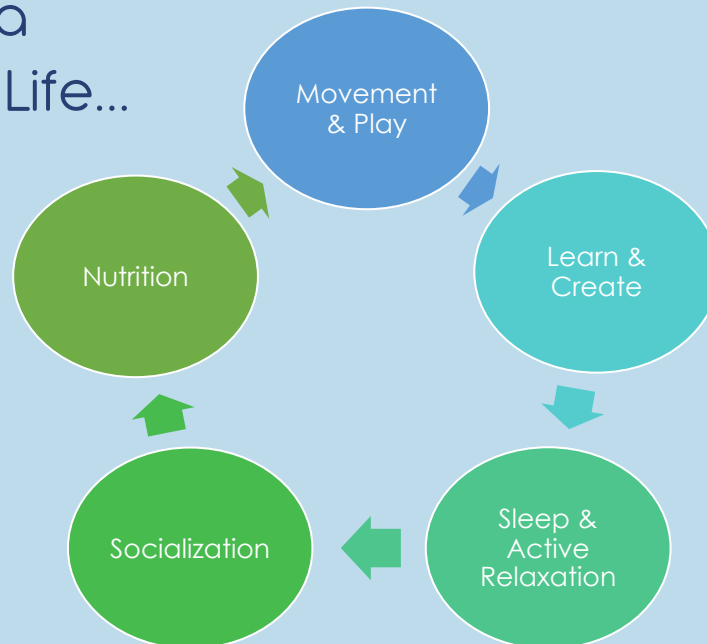 a
Life...
Movement
& Play
Learn &
Create
Sleep &
Active
Relaxation
Socialization
Nutrition